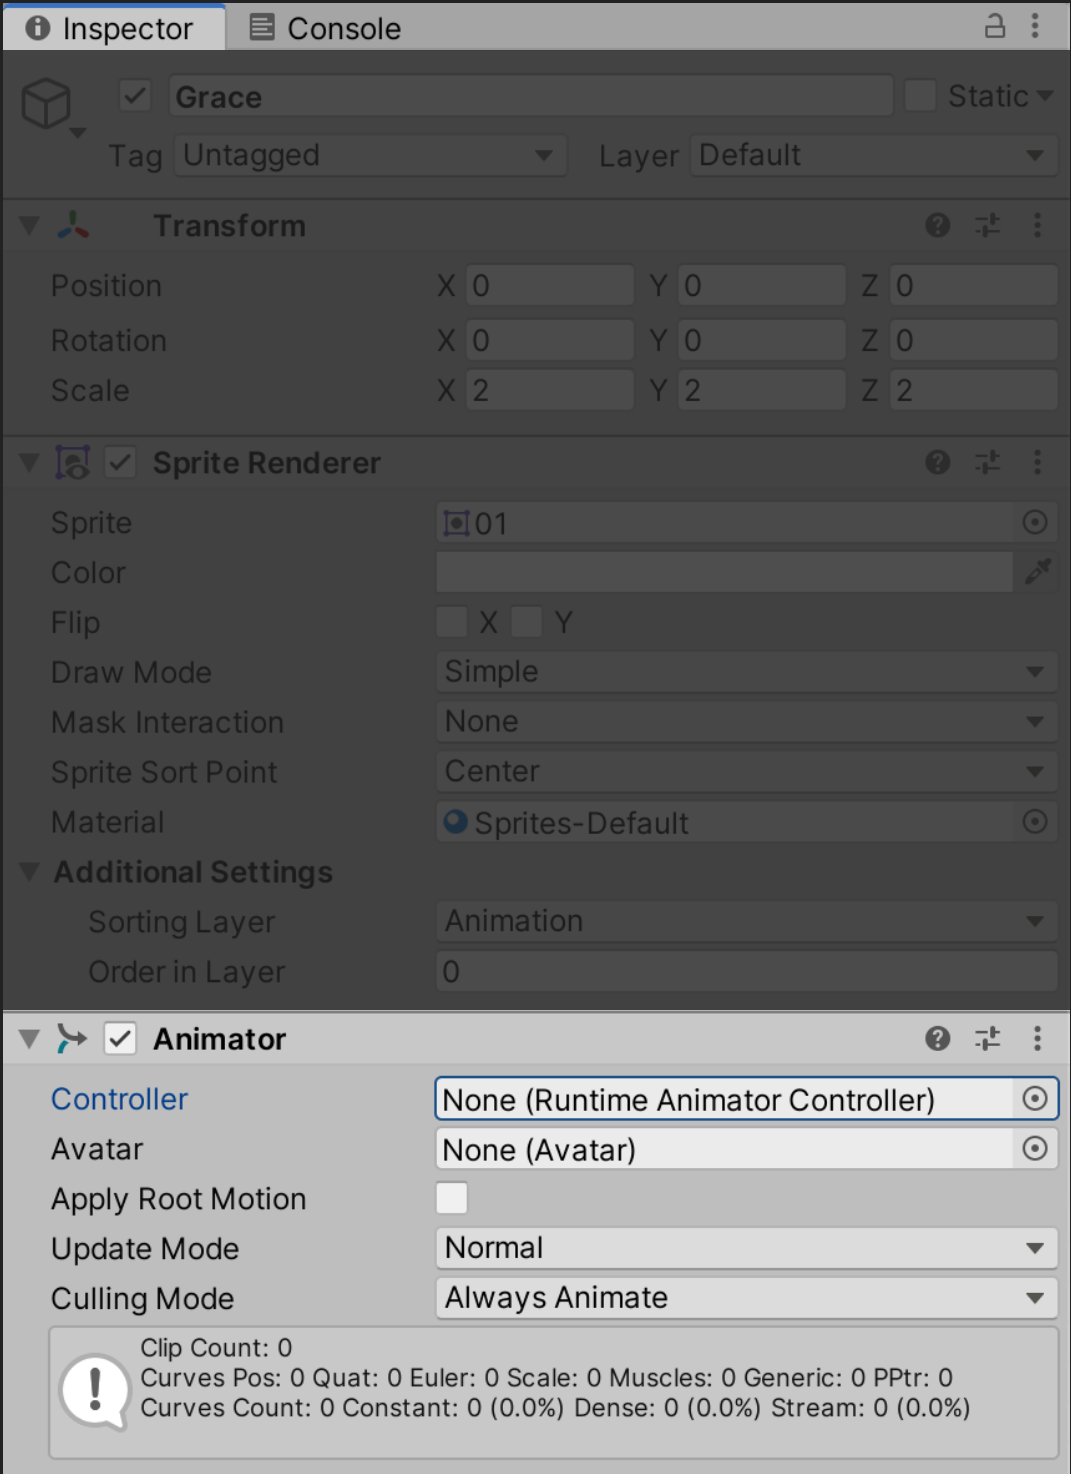 Inspector Console
Grace Static
Tag Untagged Layer Default
Transform
Position X 0 Y 0 Z 0
Rotation X 0 Y 0 Z 0
Scale X 2 Y 2 Z 2
Sprite Renderer
Sprite 01
Color
Flip X Y
Draw Mode Simple
Mask Interaction None
Sprite Sort Point Center
Material Sprites-Default
Additional Settings
Sorting Layer Animation
Order in Layer 0
Animator
Controller None (Runtime Animator Controller)
Avatar None (Avatar)
Apply Root Motion
Update Mode Normal
Culling Mode Always Animate
Clip Count: 0
Curves Pos: 0 Quat: 0 Euler: 0 Scale: 0 Muscles: 0 Generic: 0 PPtr: 0
Curves Count: 0 Constant: 0 (0.0%) Dense: 0 (0.0%) Stream: 0 (0.0%)